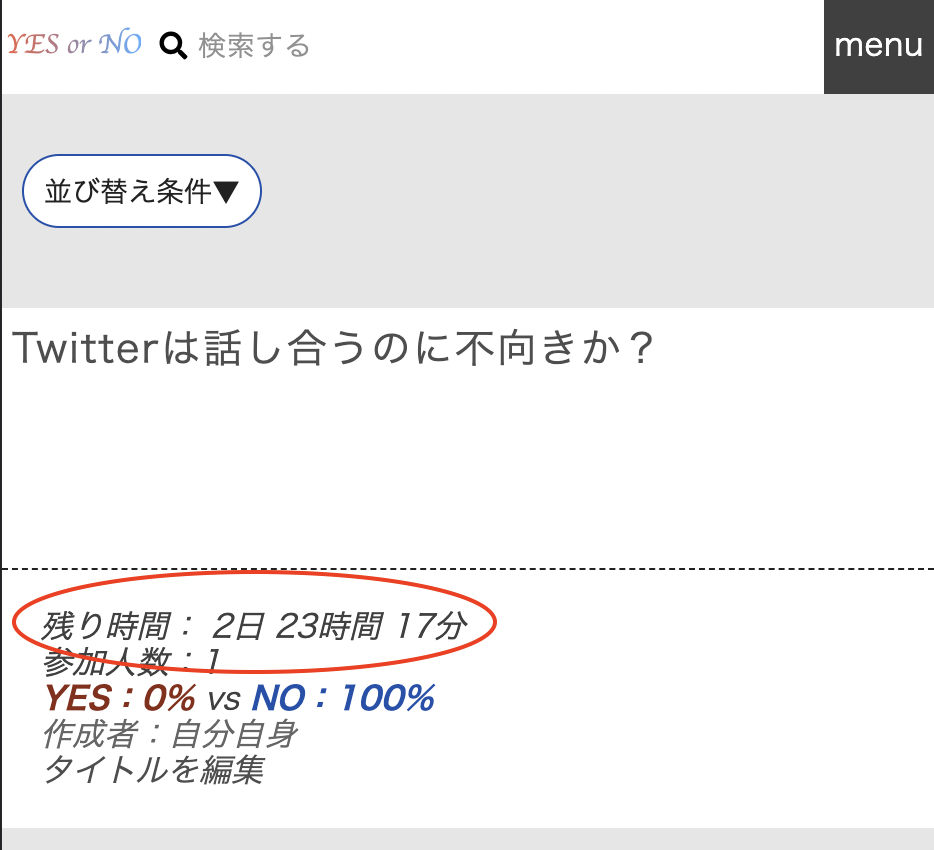 YES or NO 検索する menu
並び替え条件▼
Twitterは話し合うのに不向きか？
残り時間： 2日 23時間 17分
参加人数：1
YES：0% vs NO：100%
作成者：自分自身
タイトルを編集